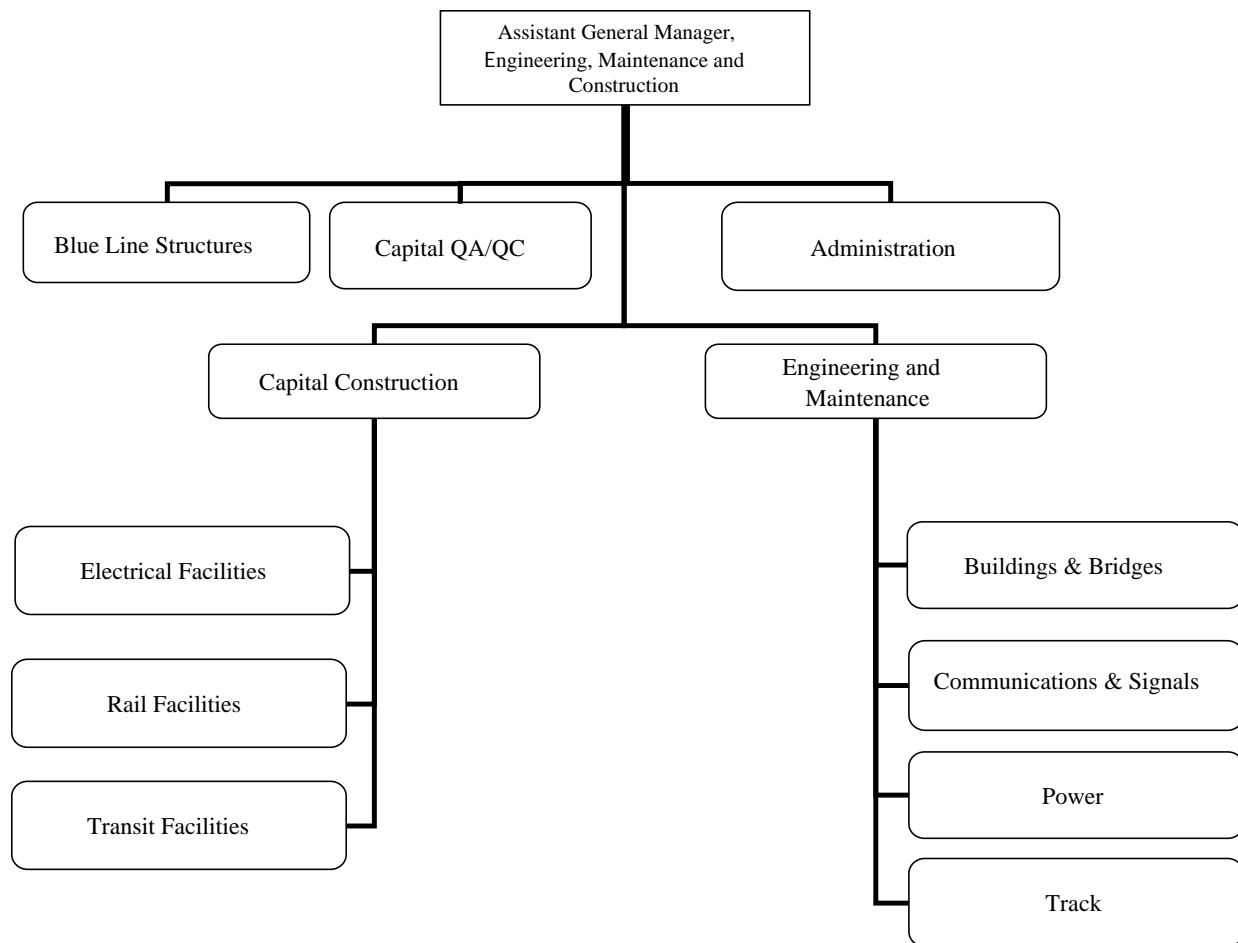 Assistant General Manager,
Engineering, Maintenance and
Construction
Blue Line Structures
Capital QA/QC
Administration
Capital Construction
Engineering and
Maintenance
Electrical Facilities
Buildings & Bridges
Rail Facilities
Communications & Signals
Transit Facilities
Power
Track